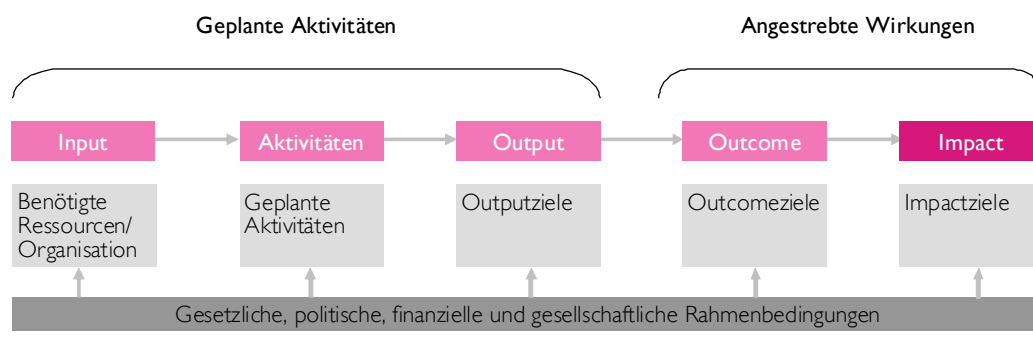 Geplante Aktivitäten
Angestrebte Wirkungen
Input
Aktivitäten
Output
Outcome
Impact
Benötigte
Ressourcen/
Organisation
Geplante
Aktivitäten
Outputziele
Outcomeziele
Impactziele
Gesetzliche, politische, finanzielle und gesellschaftliche Rahmenbedingungen